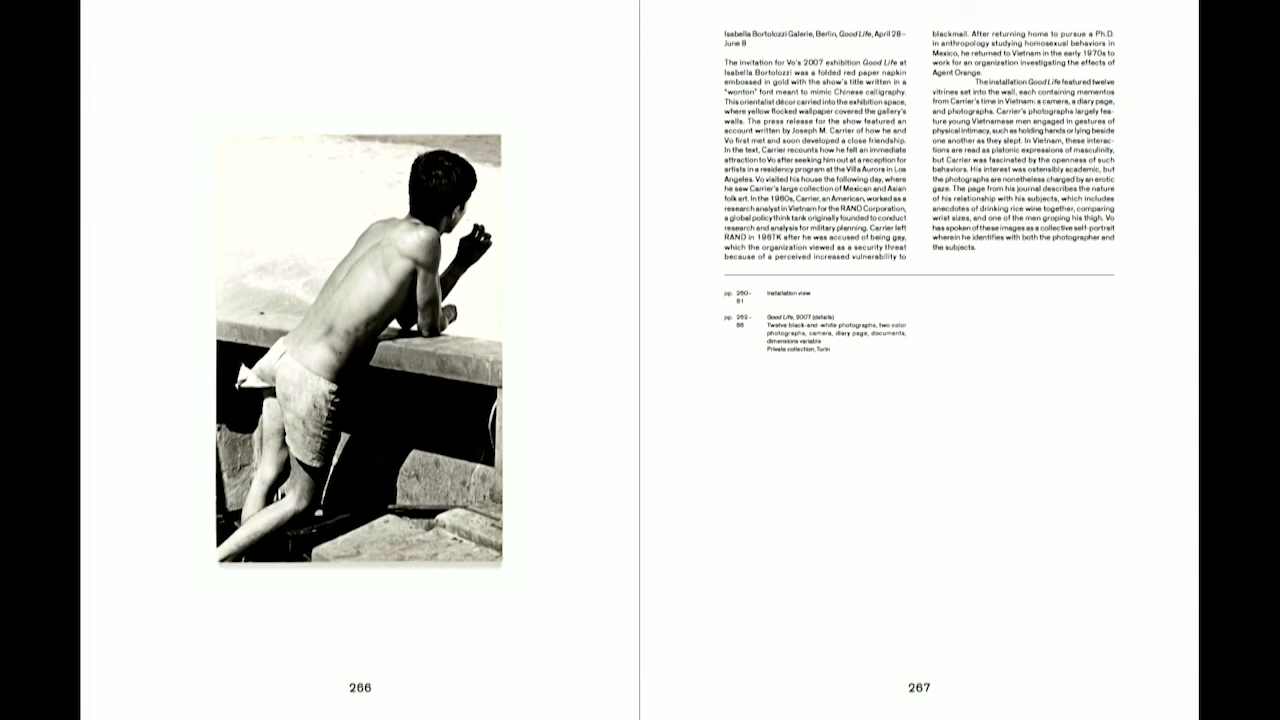 Isabella Bortolozzi Galerie, Berlin, Good Life, April 28–
June 8
The invitation for Vo's 2007 exhibition Good Life at
Isabella Bortolozzi was a folded red paper napkin
embossed in gold with the show's title written in a
"wonton" font meant to mimic Chinese calligraphy.
This orientalist décor carried into the exhibition space,
where yellow flocked wallpaper covered the gallery's
walls. The press release for the show featured an
account written by Joseph M. Carrier of how he and
Vo first met and soon developed a close friendship.
In the text, Carrier recounts how he felt an immediate
attraction to Vo after seeking him out at a reception for
artists in a residency program at the Villa Aurora in Los
Angeles. Vo visited his house the following day, where
he saw Carrier's large collection of Mexican and Asian
folk art. In the 1960s, Carrier, an American, worked as a
research analyst in Vietnam for the RAND Corporation,
a global policy think tank originally founded to conduct
research and analysis for military planning. Carrier left
RAND in 196TK after he was accused of being gay,
which the organization viewed as a security threat
because of a perceived increased vulnerability to
blackmail. After returning home to pursue a Ph.D.
in anthropology studying homosexual behaviors in
Mexico, he returned to Vietnam in the early 1970s to
work for an organization investigating the effects of
Agent Orange.
The installation Good Life featured twelve
vitrines set into the wall, each containing mementos
from Carrier's time in Vietnam: a camera, a diary page,
and photographs. Carrier's photographs largely fea-
ture young Vietnamese men engaged in gestures of
physical intimacy, such as holding hands or lying beside
one another as they slept. In Vietnam, these interac-
tions are read as platonic expressions of masculinity,
but Carrier was fascinated by the openness of such
behaviors. His interest was ostensibly academic, but
the photographs are nonetheless charged by an erotic
gaze. The page from his journal describes the nature
of his relationship with his subjects, which includes
anecdotes of drinking rice wine together, comparing
wrist sizes, and one of the men groping his thigh. Vo
has spoken of these images as a collective self-portrait
wherein he identifies with both the photographer and
the subjects.
pp. 260– Installation view
61
pp. 262– Good Life, 2007 (details)
66 Twelve black-and-white photographs, two color
photographs, camera, diary page, documents,
dimensions variable
Private collection, Turin
266
267